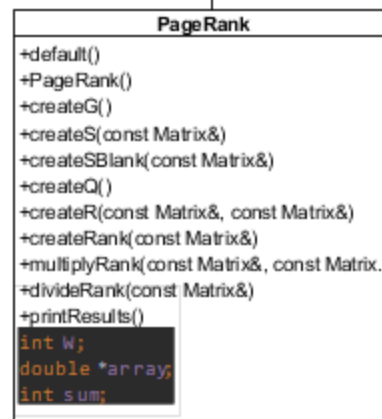 PageRank
+default()
+PageRank()
+createG()
+createS(const Matrix&)
+createSBlank(const Matrix&)
+createQ()
+createR(const Matrix&, const Matrix&)
+createRank(const Matrix&)
+multiplyRank(const Matrix&, const Matrix.
+divideRank(const Matrix&)
+printResults()
int W;
double *array;
int sum;